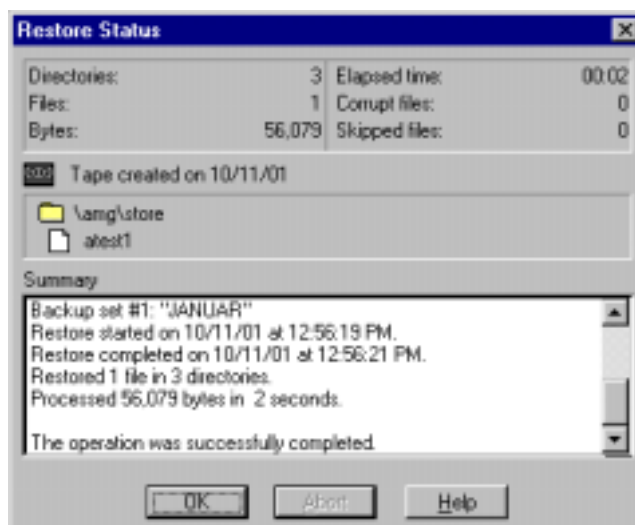 Restore Status
Directories: 3 Elapsed time: 00:02
Files: 1 Corrupt files: 0
Bytes: 56,079 Skipped files: 0
Tape created on 10/11/01
\amg\store
atest1
Summary
Backup set #1: "JANUAR"
Restore started on 10/11/01 at 12:56:19 PM.
Restore completed on 10/11/01 at 12:56:21 PM.
Restored 1 file in 3 directories.
Processed 56,079 bytes in 2 seconds.
The operation was successfully completed.
OK Abort Help